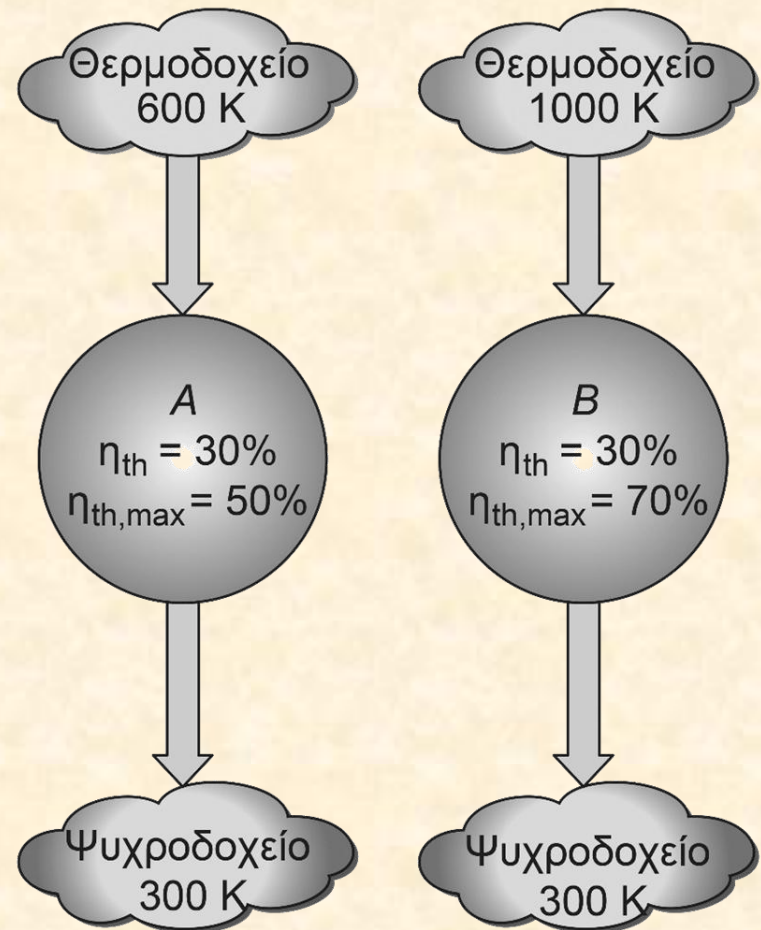 Θερμοδοχείο
600 K
Θερμοδοχείο
1000 K
A
ηth = 30%
ηth,max = 50%
B
ηth = 30%
ηth,max = 70%
Ψυχροδοχείο
300 K
Ψυχροδοχείο
300 K